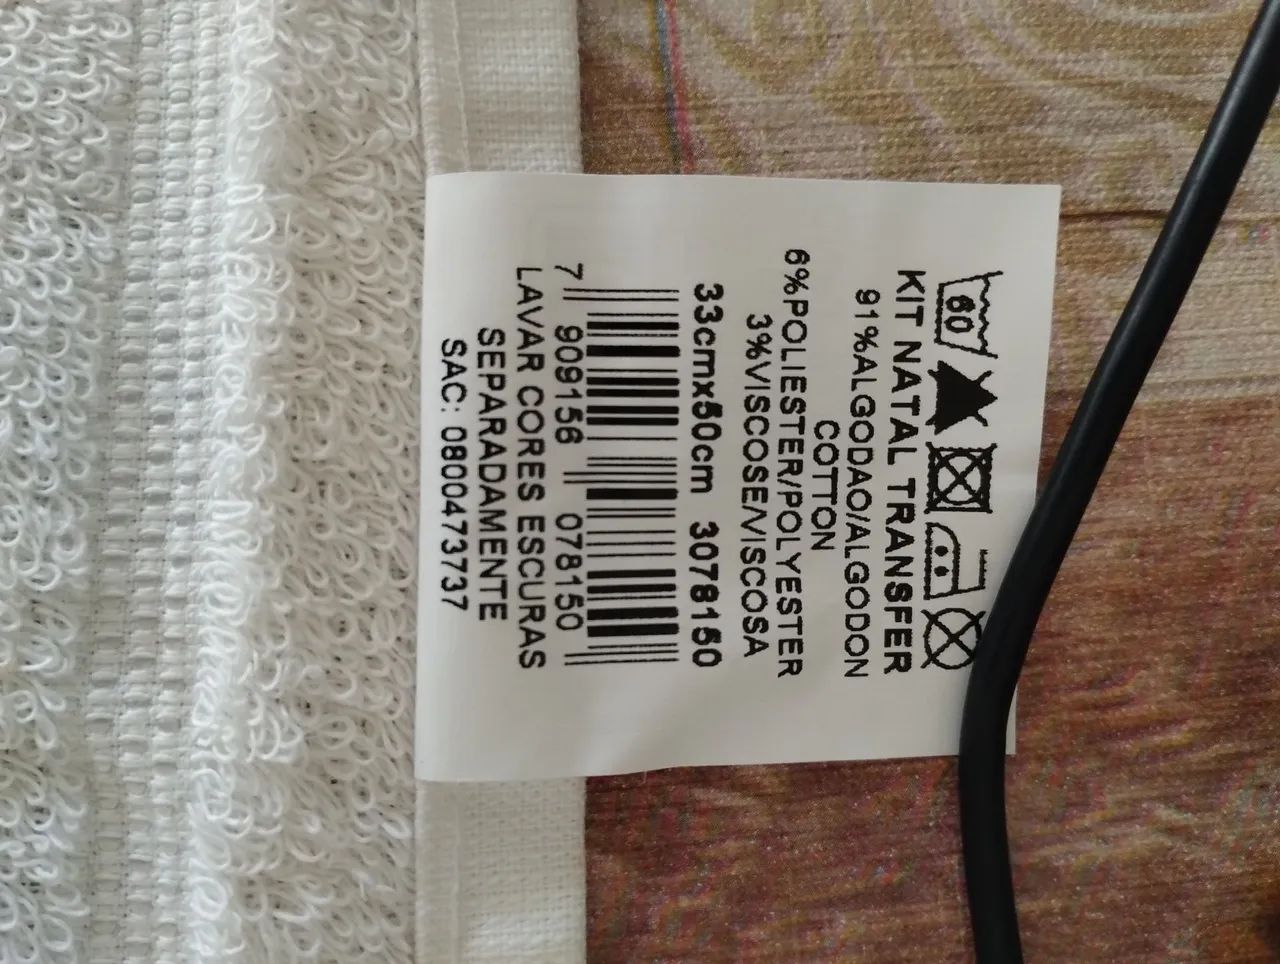 60
KIT NATAL TRANSFER
91%ALGODAO/ALGODON
COTTON
6%POLIESTER/POLYESTER
3%VISCOSE/VISCOSA
33cmx50cm 3078150
7 909156 078150
LAVAR CORES ESCURAS
SEPARADAMENTE
SAC: 0800473737